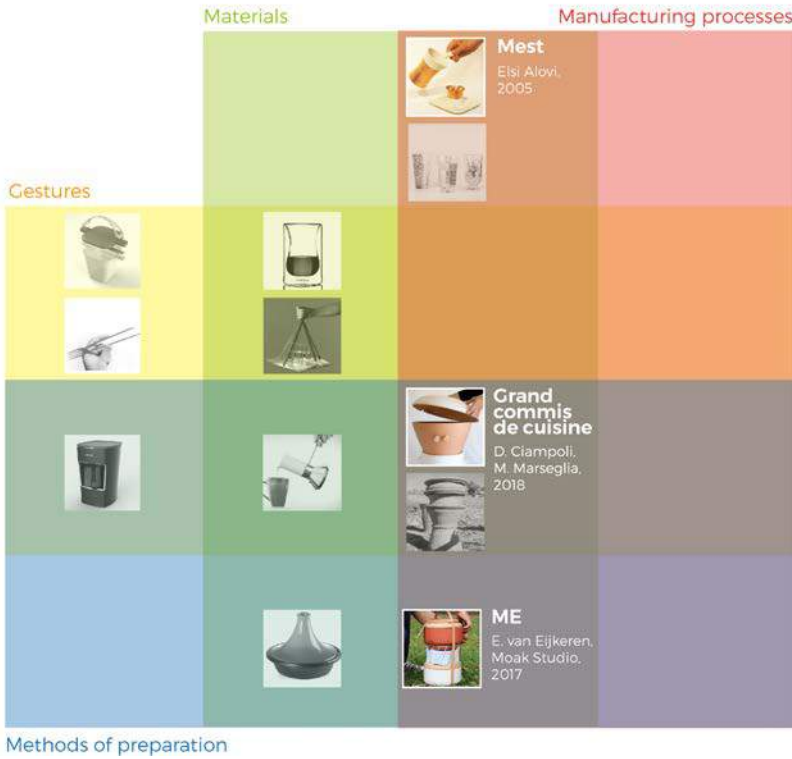 Materials
Manufacturing processes
Mest
Elsi Alovi,
2005
Gestures
Grand
commis
de cuisine
D. Ciampoli,
M. Marseglia,
2018
ME
E. van Eijkeren,
Moak Studio,
2017
Methods of preparation